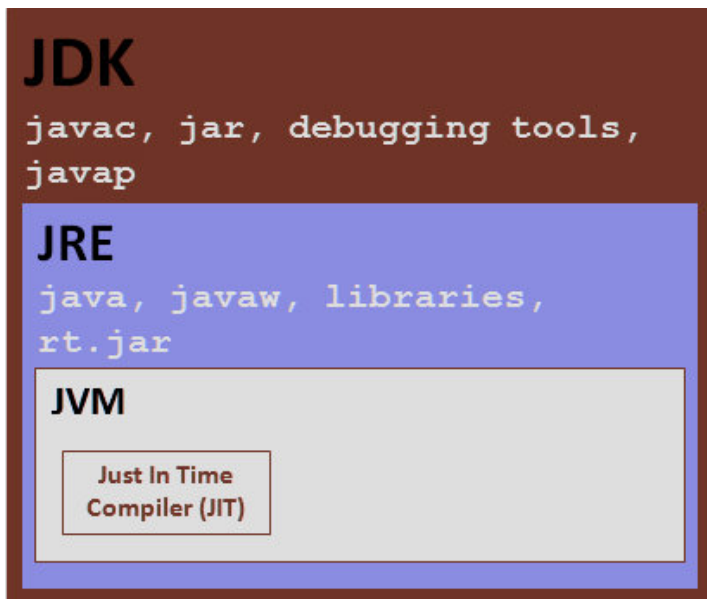 JDK
javac, jar, debugging tools,
javap
JRE
java, javaw, libraries,
rt.jar
JVM
Just In Time
Compiler (JIT)